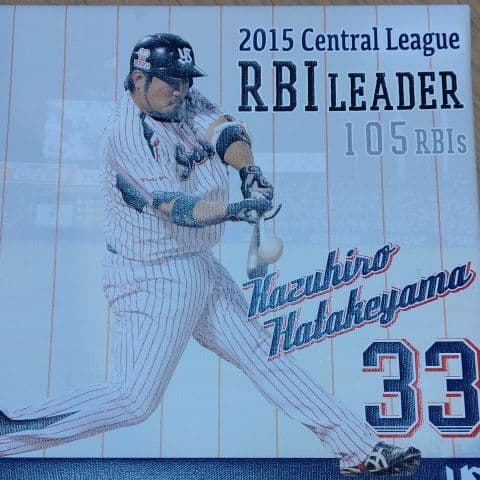 2015 Central League
RBI LEADER
105 RBIs
Kazuhiro
Hatakeyama
33